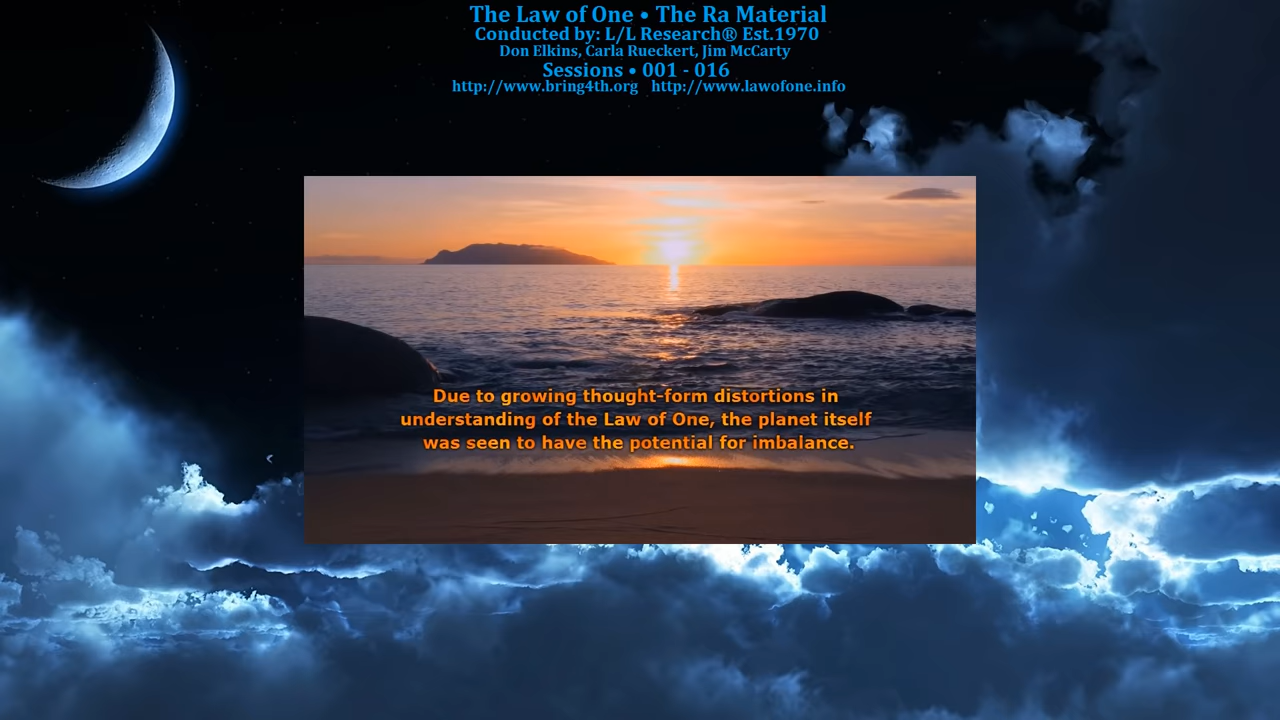 The Law of One • The Ra Material
Conducted by: L/L Research® Est.1970
Don Elkins, Carla Rueckert, Jim McCarty
Sessions • 001 - 016
http://www.bring4th.org http://www.lawofone.info
Due to growing thought-form distortions in
understanding of the Law of One, the planet itself
was seen to have the potential for imbalance.